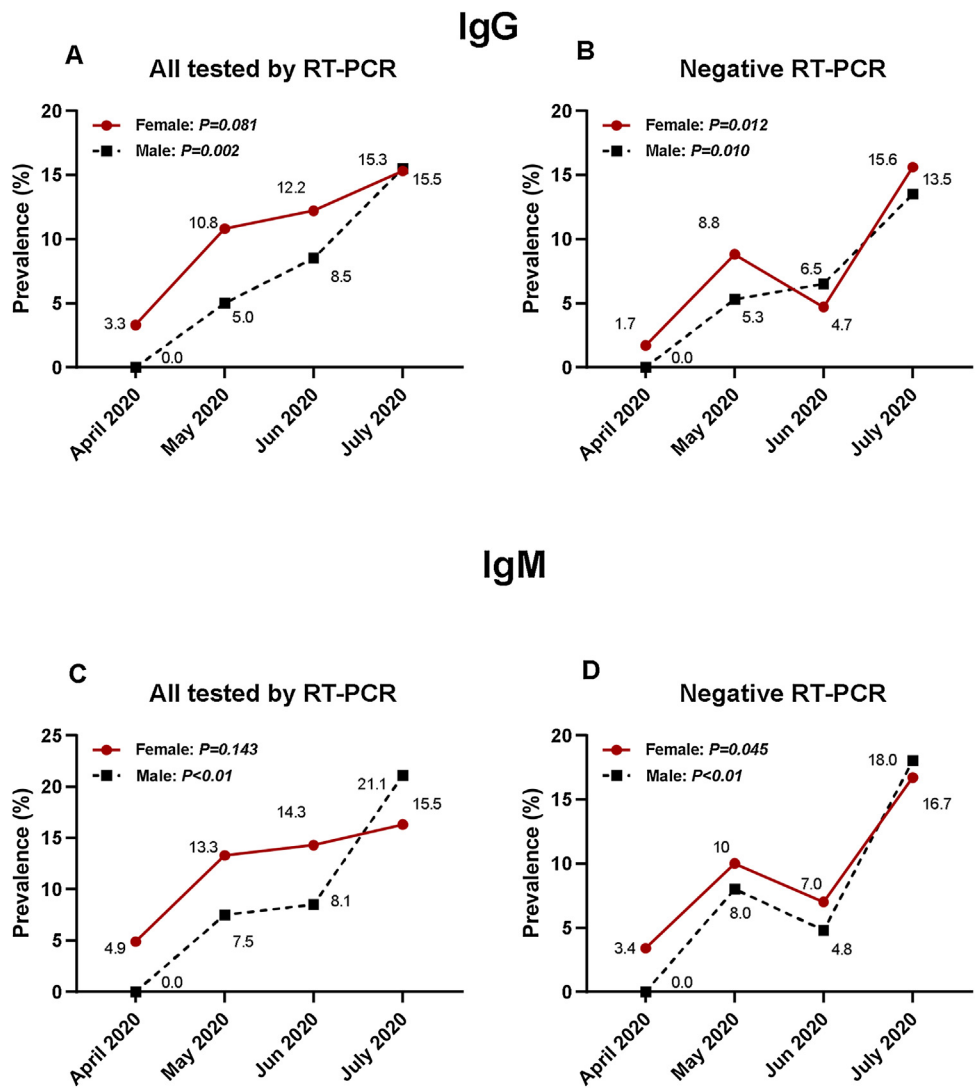 IgG
A
All tested by RT-PCR
Female: P=0.081
Male: P=0.002
Prevalence (%)
20
15
10
5
0
3.3
10.8
12.2
15.3
0.0
5.0
8.5
15.5
April 2020
May 2020
Jun 2020
July 2020
B
Negative RT-PCR
Female: P=0.012
Male: P=0.010
Prevalence (%)
20
15
10
5
0
1.7
8.8
6.5
15.6
0.0
5.3
4.7
13.5
April 2020
May 2020
Jun 2020
July 2020
IgM
C
All tested by RT-PCR
Female: P=0.143
Male: P<0.01
Prevalence (%)
25
20
15
10
5
0
4.9
13.3
14.3
21.1
0.0
7.5
8.1
15.5
April 2020
May 2020
Jun 2020
July 2020
D
Negative RT-PCR
Female: P=0.045
Male: P<0.01
Prevalence (%)
20
15
10
5
0
3.4
10
7.0
18.0
0.0
8.0
4.8
16.7
April 2020
May 2020
Jun 2020
July 2020